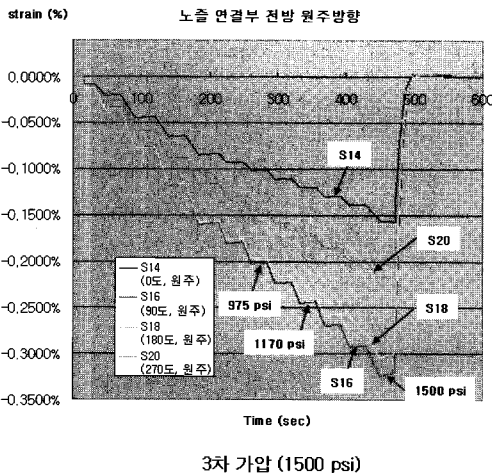 strain (%)
노즐 연결부 전방 원주방향
0,0000%
0
100
200
300
400
500
600
-0,0500%
-0,1000%
-0,1500%
-0,2000%
-0,2500%
-0,3000%
-0,3500%
S14
S20
S18
S16
975 psi
1170 psi
1500 psi
S14
(0도, 원주)
S16
(90도, 원주)
S18
(180도, 원주)
S20
(270도, 원주)
Time (sec)
3차 가압 (1500 psi)